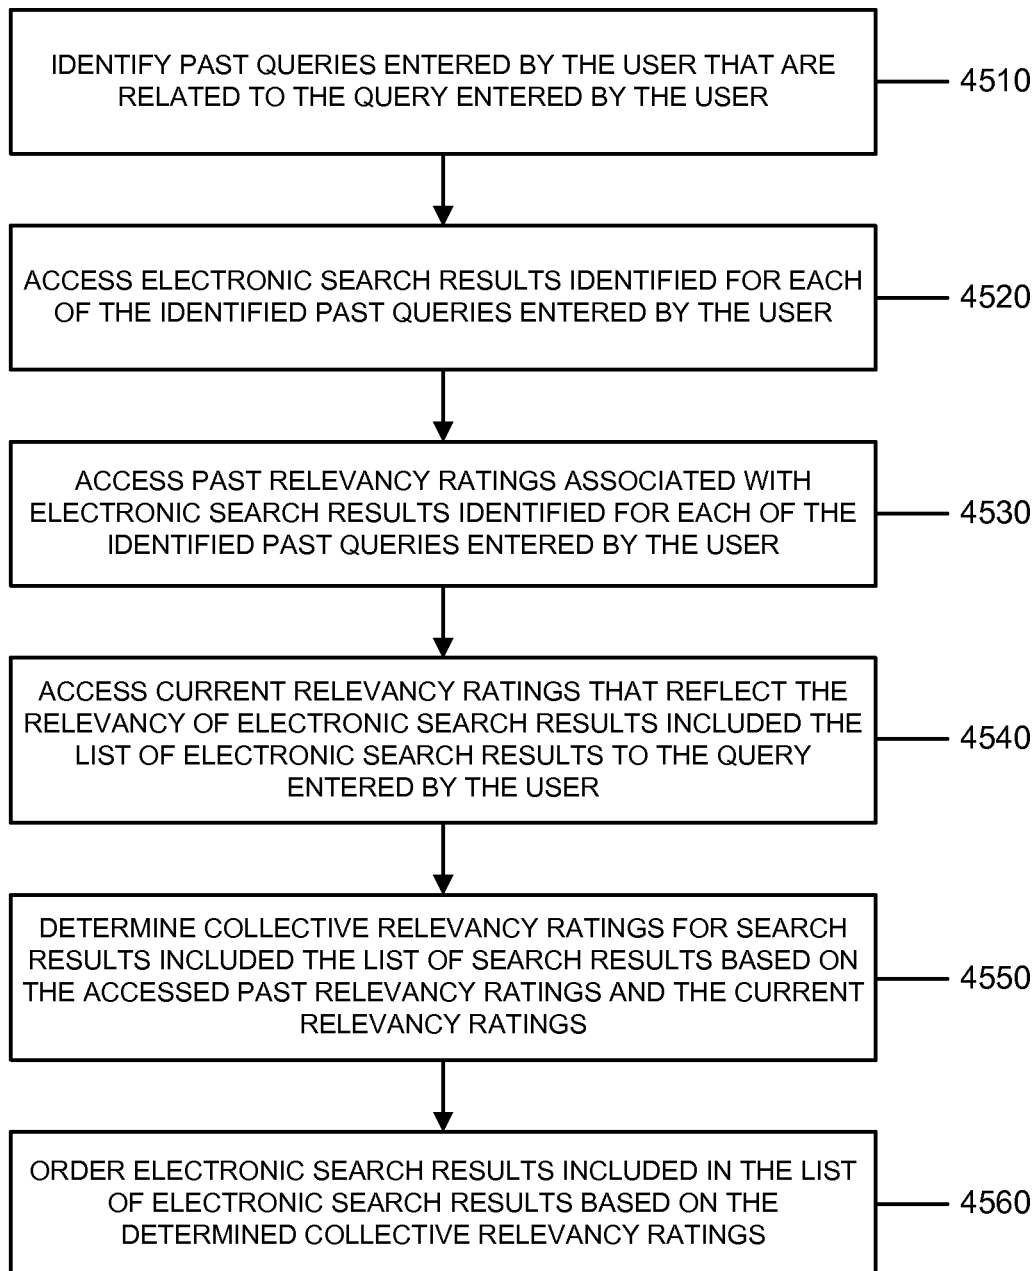 IDENTIFY PAST QUERIES ENTERED BY THE USER THAT ARE
RELATED TO THE QUERY ENTERED BY THE USER
4510
ACCESS ELECTRONIC SEARCH RESULTS IDENTIFIED FOR EACH
OF THE IDENTIFIED PAST QUERIES ENTERED BY THE USER
4520
ACCESS PAST RELEVANCY RATINGS ASSOCIATED WITH
ELECTRONIC SEARCH RESULTS IDENTIFIED FOR EACH OF THE
IDENTIFIED PAST QUERIES ENTERED BY THE USER
4530
ACCESS CURRENT RELEVANCY RATINGS THAT REFLECT THE
RELEVANCY OF ELECTRONIC SEARCH RESULTS INCLUDED THE
LIST OF ELECTRONIC SEARCH RESULTS TO THE QUERY
ENTERED BY THE USER
4540
DETERMINE COLLECTIVE RELEVANCY RATINGS FOR SEARCH
RESULTS INCLUDED THE LIST OF SEARCH RESULTS BASED ON
THE ACCESSED PAST RELEVANCY RATINGS AND THE CURRENT
RELEVANCY RATINGS
4550
ORDER ELECTRONIC SEARCH RESULTS INCLUDED IN THE LIST
OF ELECTRONIC SEARCH RESULTS BASED ON THE
DETERMINED COLLECTIVE RELEVANCY RATINGS
4560